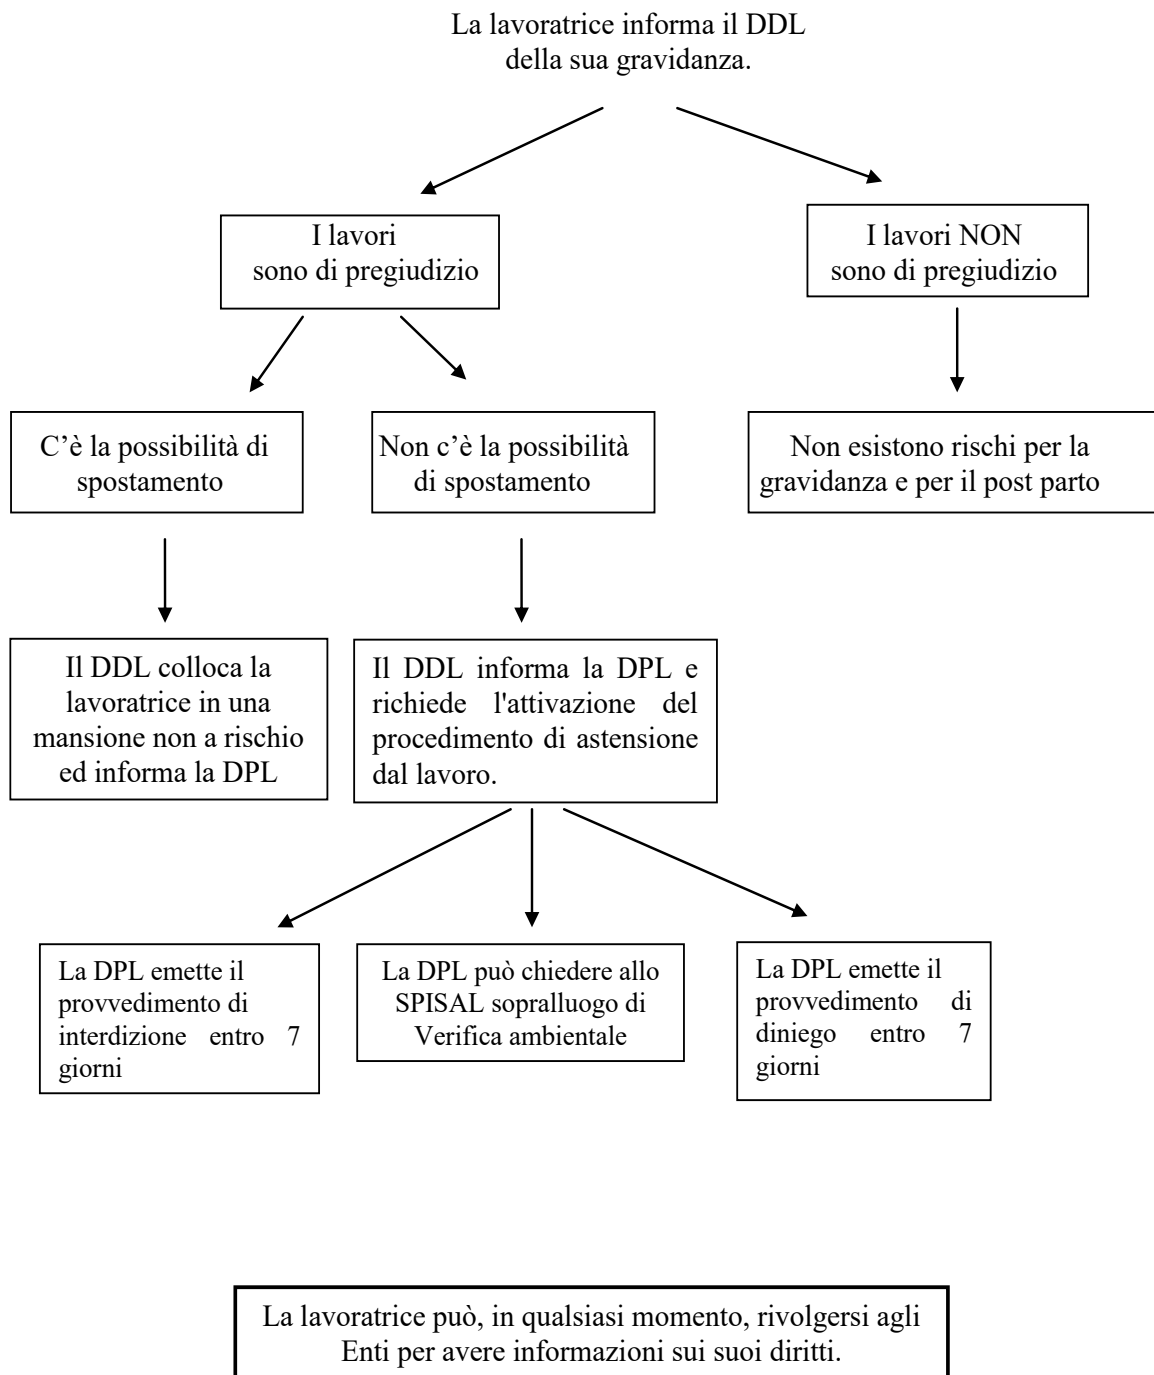 La lavoratrice informa il DDL
della sua gravidanza.
I lavori
sono di pregiudizio
I lavori NON
sono di pregiudizio
C’è la possibilità di
spostamento
Non c’è la possibilità
di spostamento
Non esistono rischi per la
gravidanza e per il post parto
Il DDL colloca la
lavoratrice in una
mansione non a rischio
ed informa la DPL
Il DDL informa la DPL e
richiede l'attivazione del
procedimento di astensione
dal lavoro.
La DPL emette il
provvedimento di
interdizione entro 7
giorni
La DPL può chiedere allo
SPISAL sopralluogo di
Verifica ambientale
La DPL emette il
provvedimento di
diniego entro 7
giorni
La lavoratrice può, in qualsiasi momento, rivolgersi agli
Enti per avere informazioni sui suoi diritti.